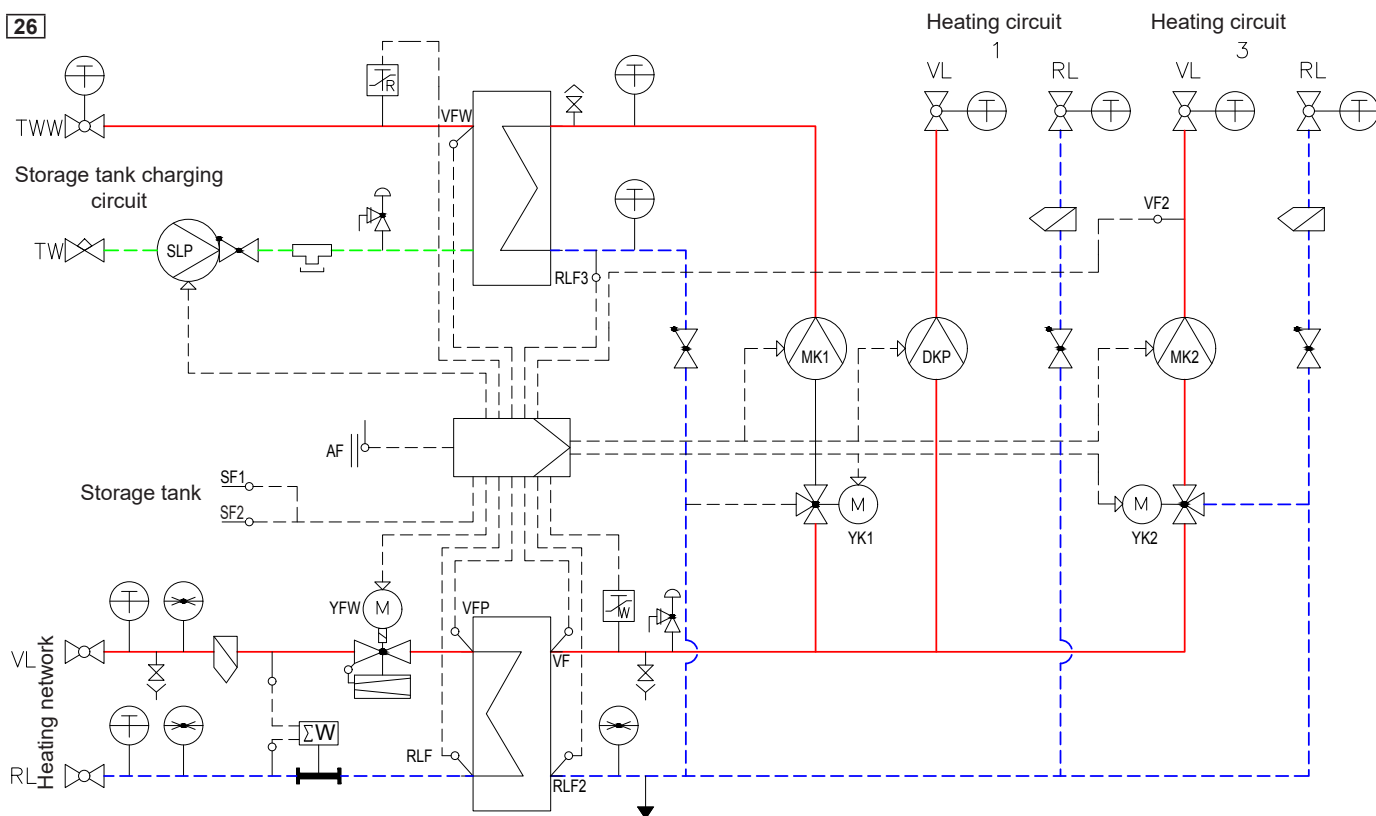 26
Heating circuit
1
Heating circuit
3
VL
RL
VL
RL
T
T
T
T
T
T
T
R
TWW
VFW
Storage tank charging
circuit
T
VF2
TW
SLP
RLF3
MK1
DKP
MK2
AF
SF1
Storage tank
SF2
M
YK1
M
YK2
T
YFW
M
VFP
W
VL
VF
Heating network
T
ΣW
RLF
RL
RLF2